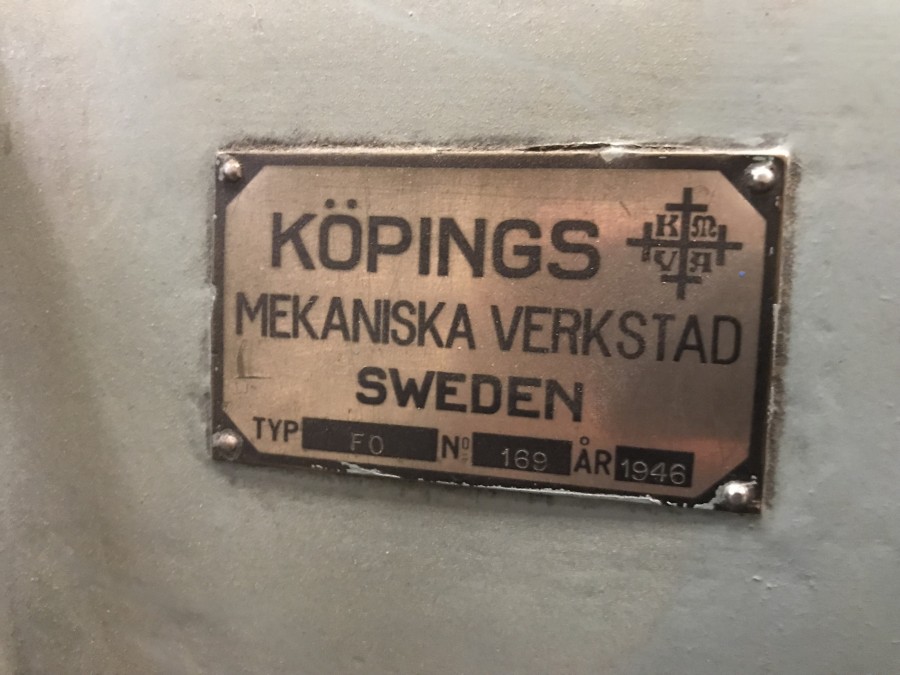 KÖPINGS
K M
V A
MEKANISKA VERKSTAD
SWEDEN
TYP FO Nº 169 ÅR 1946